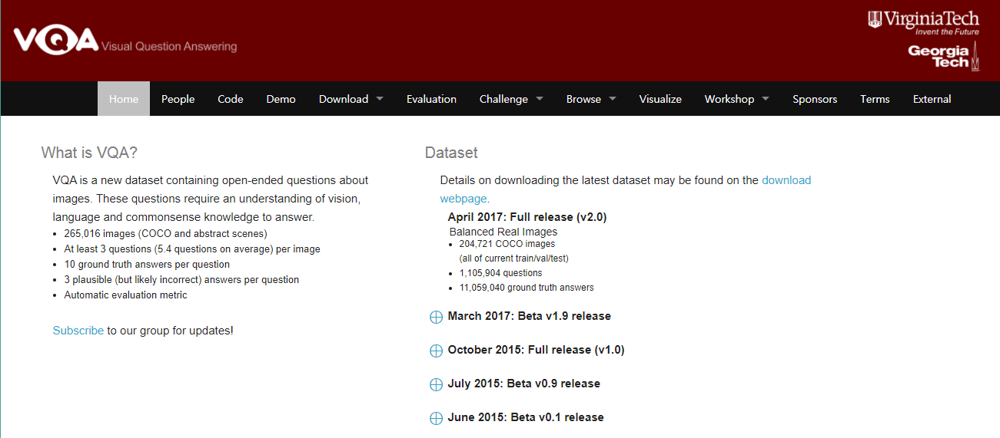 VQA Visual Question Answering
VirginiaTech
Invent the Future
1872
Georgia
Tech
Home People Code Demo Download Evaluation Challenge Browse Visualize Workshop Sponsors Terms External
What is VQA?
VQA is a new dataset containing open-ended questions about
images. These questions require an understanding of vision,
language and commonsense knowledge to answer.
265,016 images (COCO and abstract scenes)
At least 3 questions (5.4 questions on average) per image
10 ground truth answers per question
3 plausible (but likely incorrect) answers per question
Automatic evaluation metric
Subscribe to our group for updates!
Dataset
Details on downloading the latest dataset may be found on the download
webpage.
April 2017: Full release (v2.0)
Balanced Real Images
204,721 COCO images
(all of current train/val/test)
1,105,904 questions
11,059,040 ground truth answers
March 2017: Beta v1.9 release
October 2015: Full release (v1.0)
July 2015: Beta v0.9 release
June 2015: Beta v0.1 release